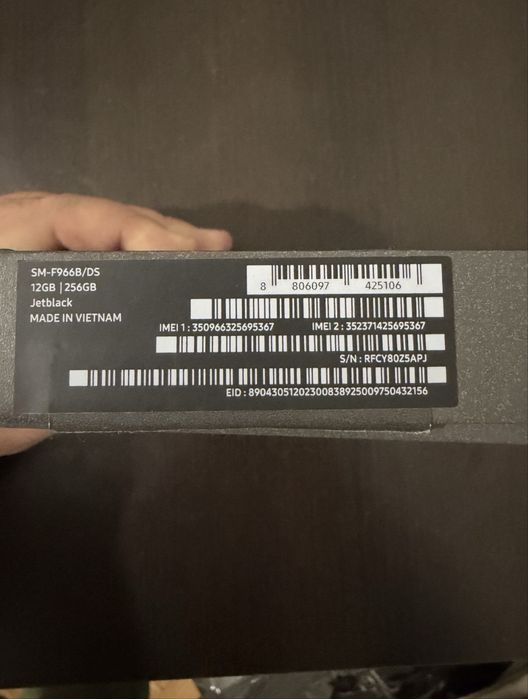 SM-F966B/DS
12GB | 256GB
Jetblack
MADE IN VIETNAM
8 806097 425106
IMEI 1 : 350966325695367 IMEI 2 : 352371425695367
S/N : RFCY80Z5APJ
EID : 89043051202300838925009750432156